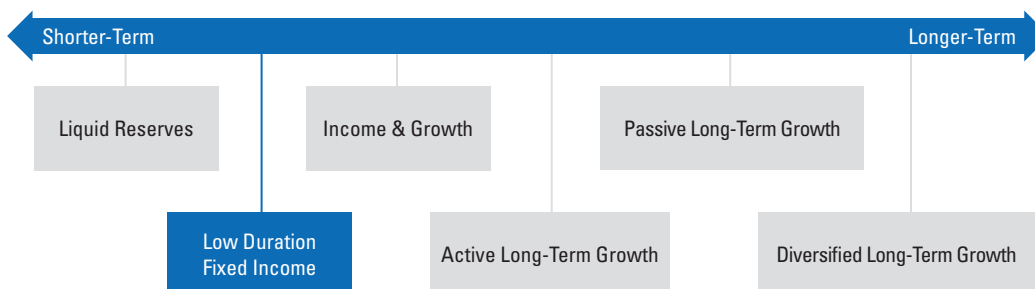 Shorter-Term
Longer-Term
Liquid Reserves
Income & Growth
Passive Long-Term Growth
Low Duration
Fixed Income
Active Long-Term Growth
Diversified Long-Term Growth